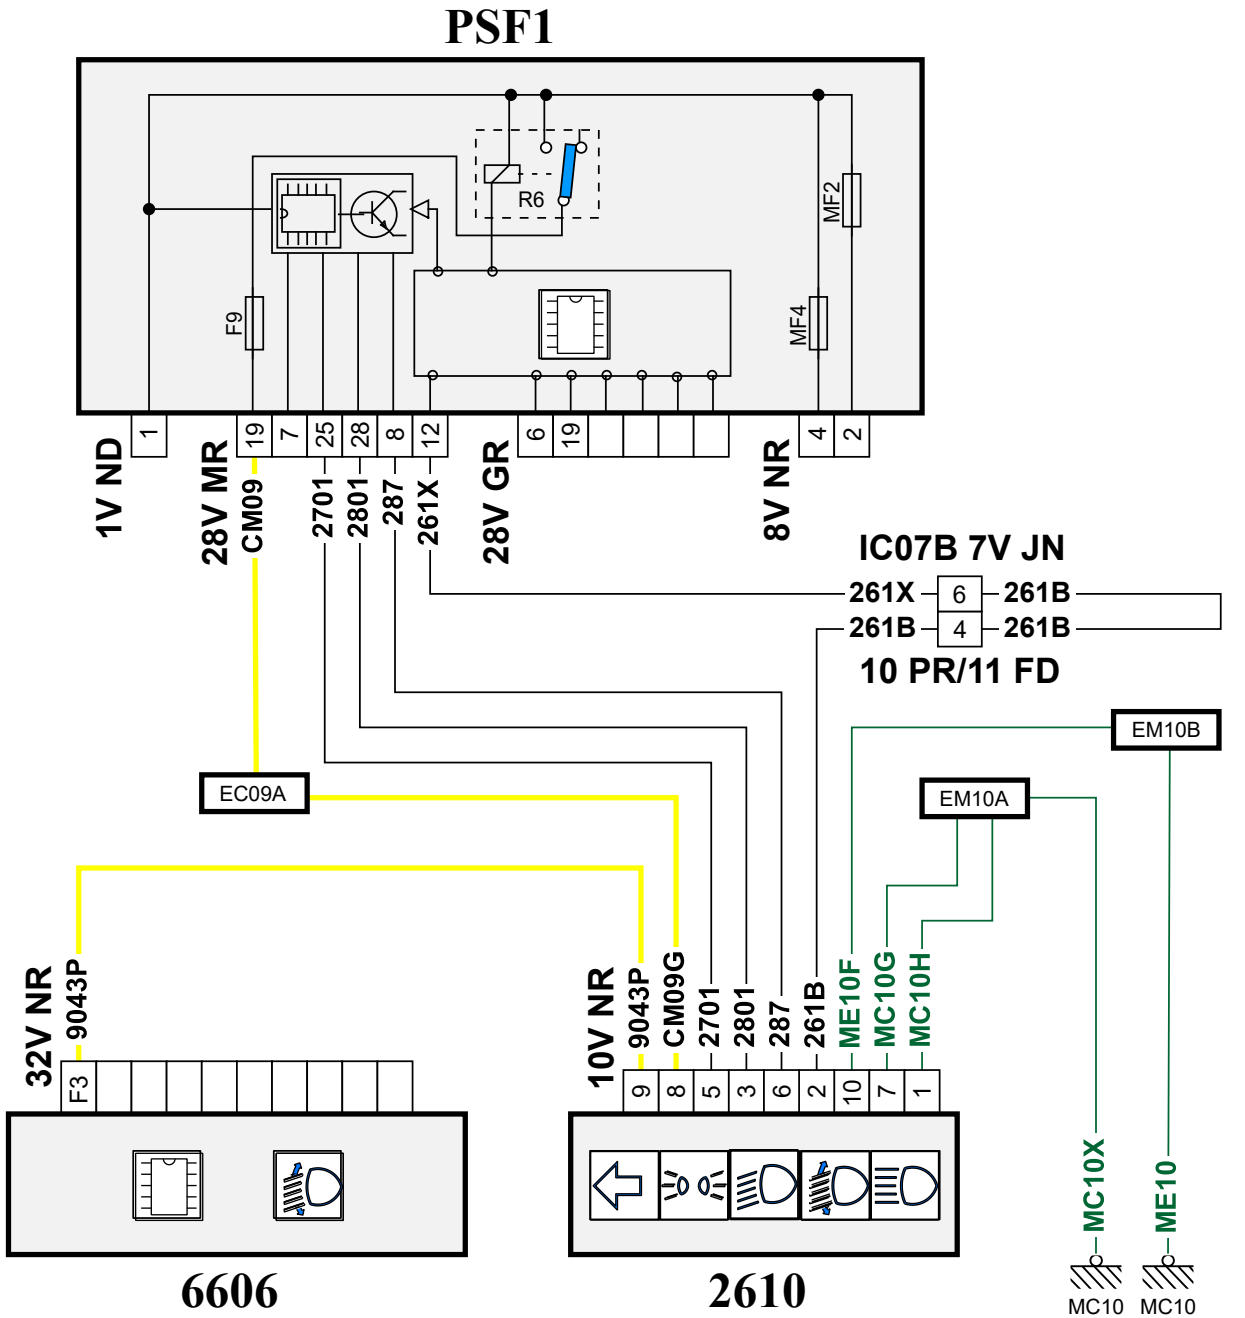 PSF1
R6
MF2
F9
MF4
1 19 7 25 28 8 12 6 19 4 2
1V ND
28V MR
CM09
2701
2801
287
261X
28V GR
8V NR
IC07B 7V JN
261X 6 261B
261B 4 261B
10 PR/11 FD
EM10B
EC09A
EM10A
32V NR
9043P
10V NR
9043P
CM09G
2701
2801
287
261B
ME10F
MC10G
MC10H
F3
9 8 5 3 6 2 10 7 1
MC10X
ME10
6606
2610
MC10 MC10